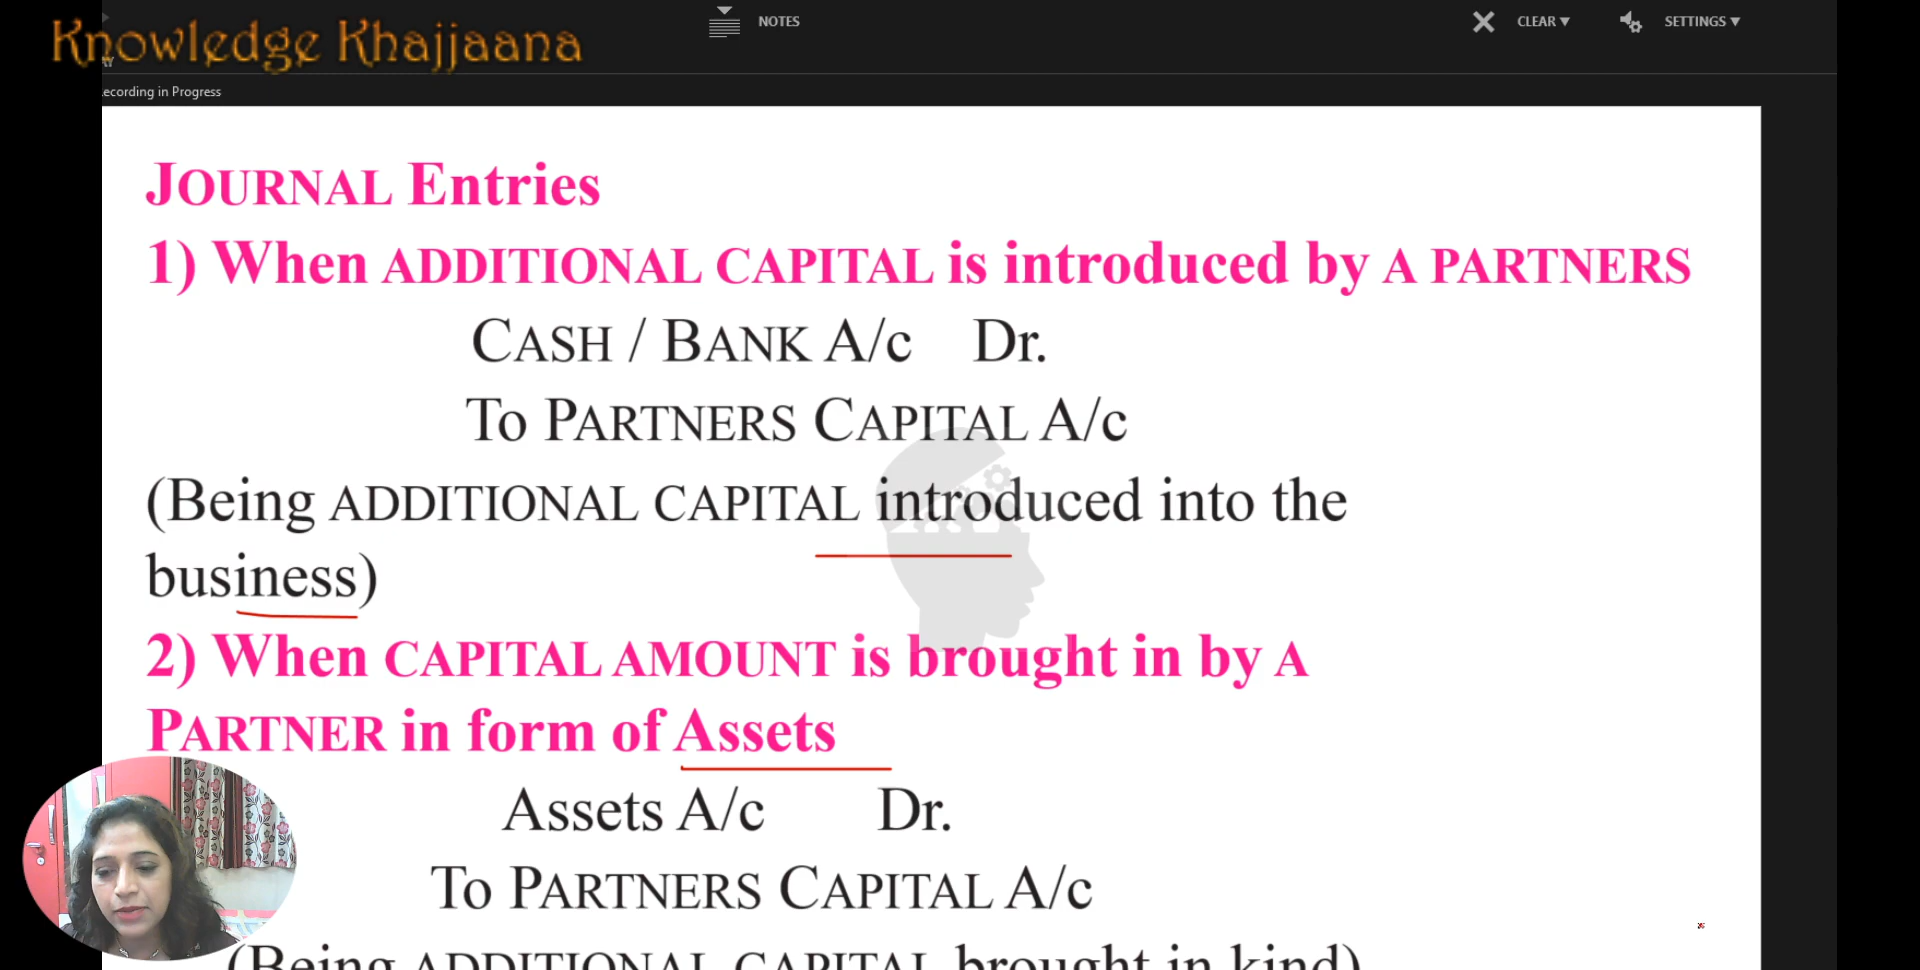 Knowledge Khajjaana
NOTES
CLEAR
SETTINGS
AY
ecording in Progress
JOURNAL Entries
1) When ADDITIONAL CAPITAL is introduced by A PARTNERS
CASH / BANK A/c Dr.
To PARTNERS CAPITAL A/c
(Being ADDITIONAL CAPITAL introduced into the
business)
2) When CAPITAL AMOUNT is brought in by A
PARTNER in form of Assets
Assets A/c Dr.
To PARTNERS CAPITAL A/c
(Being ADDITIONAL CAPITAL brought in kind)